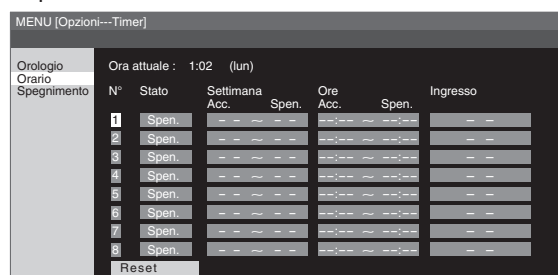 MENU [Opzioni---Timer]
Orologio
Orario
Spegnimento
Ora attuale : 1:02 (lun)
N° Stato Settimana Ore Ingresso
Acc. Spen. Acc. Spen.
1 Spen. – – ~ – – --:-- ~ --:-- – –
2 Spen. – – ~ – – --:-- ~ --:-- – –
3 Spen. – – ~ – – --:-- ~ --:-- – –
4 Spen. – – ~ – – --:-- ~ --:-- – –
5 Spen. – – ~ – – --:-- ~ --:-- – –
6 Spen. – – ~ – – --:-- ~ --:-- – –
7 Spen. – – ~ – – --:-- ~ --:-- – –
8 Spen. – – ~ – – --:-- ~ --:-- – –
Reset